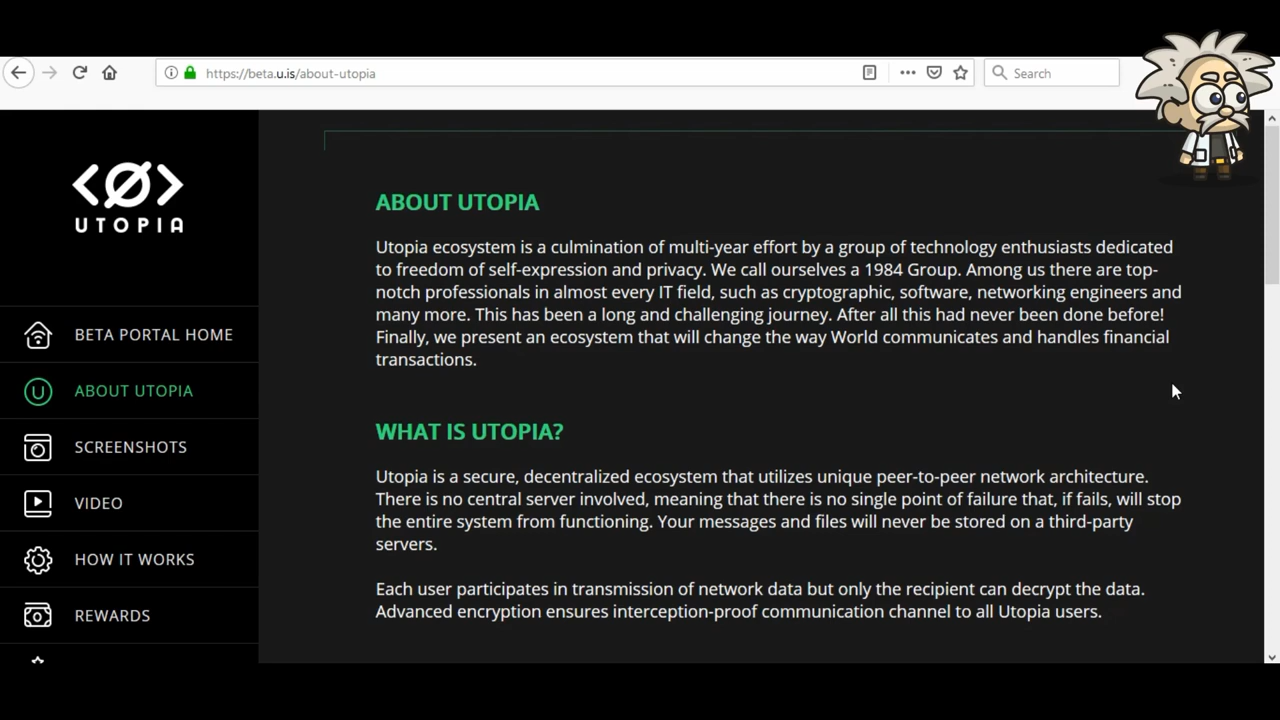 https://beta.u.is/about-utopia
Search
<Ø>
UTOPIA
BETA PORTAL HOME
U
ABOUT UTOPIA
SCREENSHOTS
VIDEO
HOW IT WORKS
REWARDS
ABOUT UTOPIA
Utopia ecosystem is a culmination of multi-year effort by a group of technology enthusiasts dedicated
to freedom of self-expression and privacy. We call ourselves a 1984 Group. Among us there are top-
notch professionals in almost every IT field, such as cryptographic, software, networking engineers and
many more. This has been a long and challenging journey. After all this had never been done before!
Finally, we present an ecosystem that will change the way World communicates and handles financial
transactions.
WHAT IS UTOPIA?
Utopia is a secure, decentralized ecosystem that utilizes unique peer-to-peer network architecture.
There is no central server involved, meaning that there is no single point of failure that, if fails, will stop
the entire system from functioning. Your messages and files will never be stored on a third-party
servers.
Each user participates in transmission of network data but only the recipient can decrypt the data.
Advanced encryption ensures interception-proof communication channel to all Utopia users.